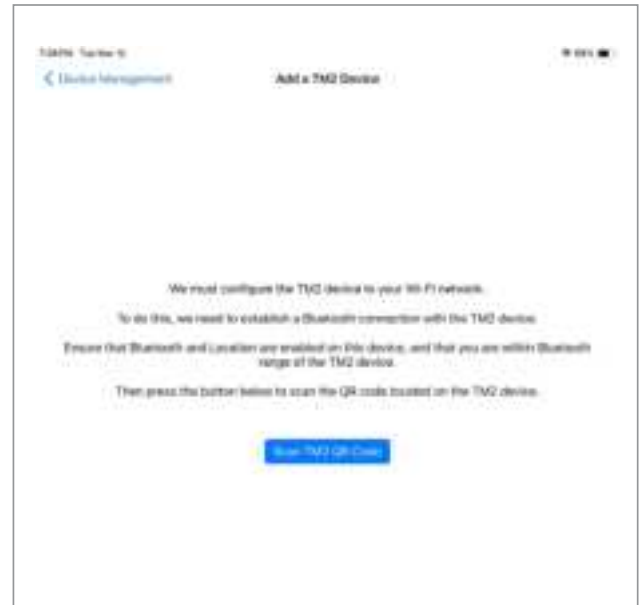 Device Management
Add a TM2 Device
We must configure the TM2 device to your Wi-Fi network.
To do this, we need to establish a Bluetooth connection with the TM2 device.
Ensure that Bluetooth and Location are enabled on this device, and that you are within Bluetooth
range of the TM2 device.
Then press the button below to scan the QR code located on the TM2 device.
Scan TM2 QR Code